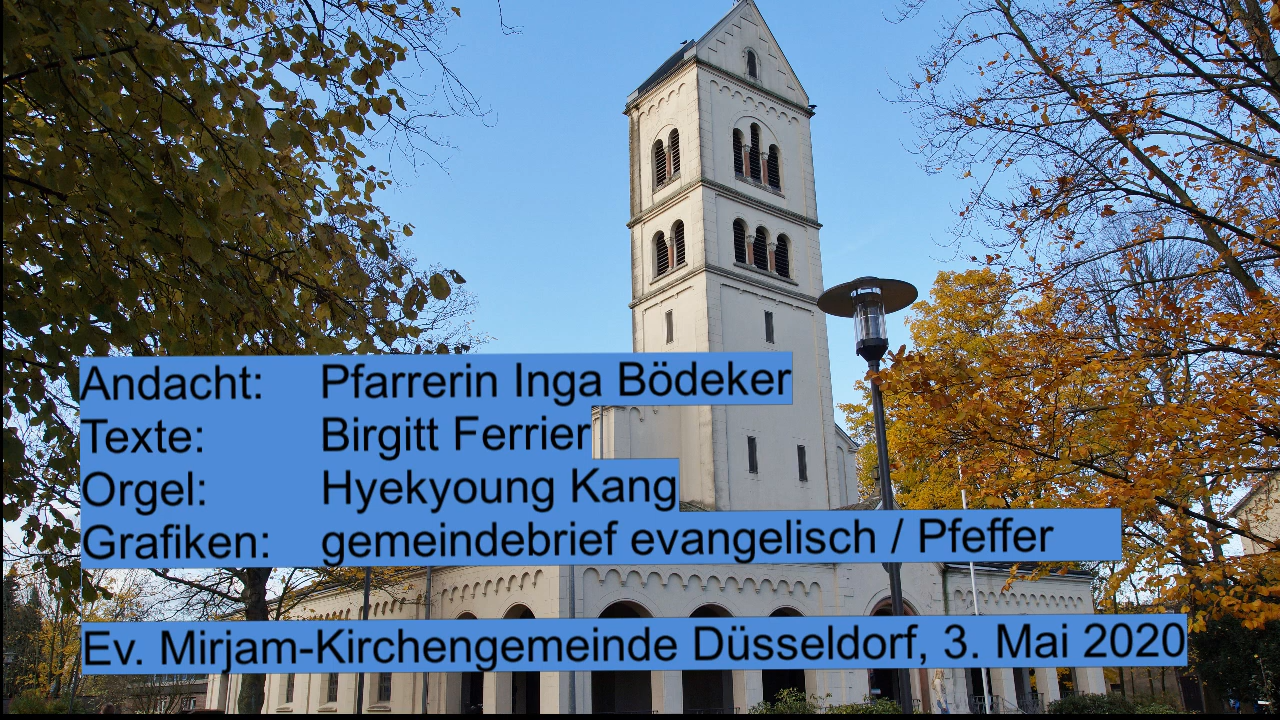 Andacht: Pfarrerin Inga Bödeker
Texte: Birgitt Ferrier
Orgel: Hyekyoung Kang
Grafiken: gemeindebrief evangelisch / Pfeffer
Ev. Mirjam-Kirchengemeinde Düsseldorf, 3. Mai 2020